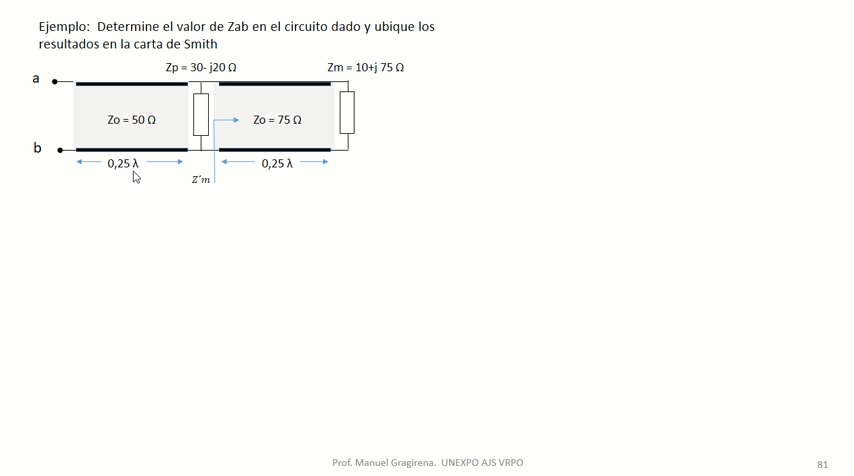 Ejemplo: Determine el valor de Zab en el circuito dado y ubique los
resultados en la carta de Smith
Zp = 30- j20 Ω
Zm = 10+j 75 Ω
a
Zo = 50 Ω
Zo = 75 Ω
b
0,25 λ
0,25 λ
Z´m
Prof. Manuel Gragirena. UNEXPO AJS VRPO
81